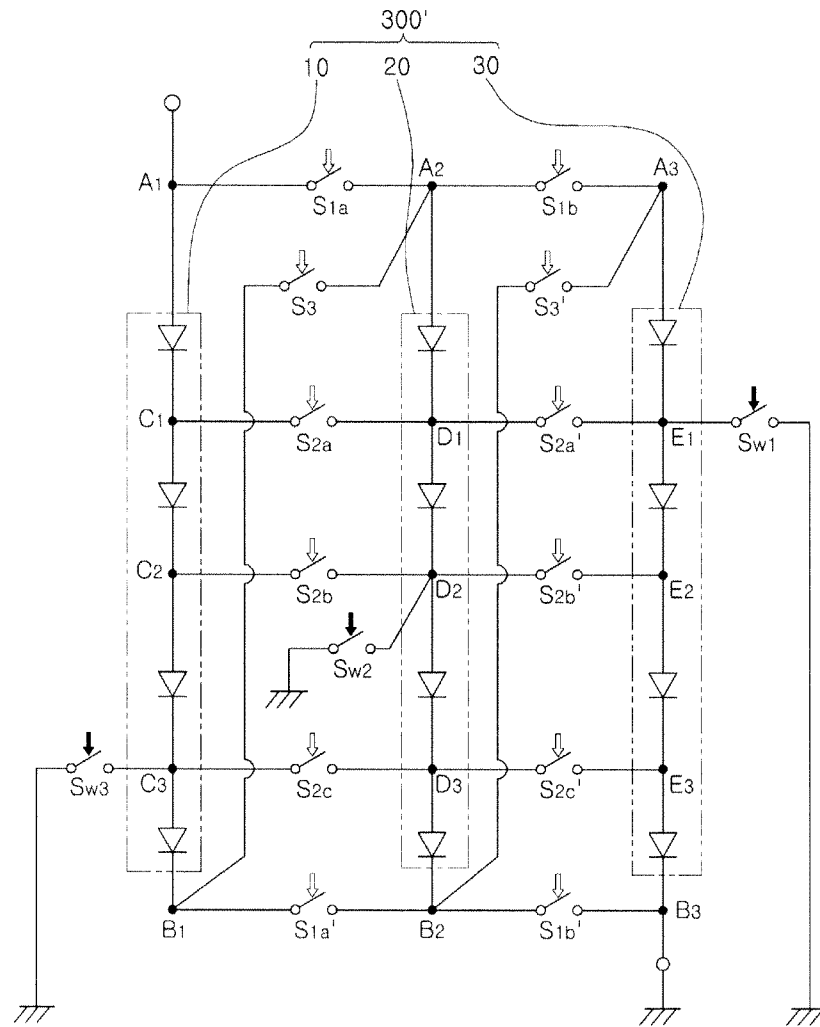 300'
10 20 30
A1 A2 A3
S1a S1b
S3 S3'
C1 S2a D1 S2a' E1 Sw1
C2 S2b D2 S2b' E2
Sw2
Sw3 C3 S2c D3 S2c' E3
B1 S1a' B2 S1b' B3